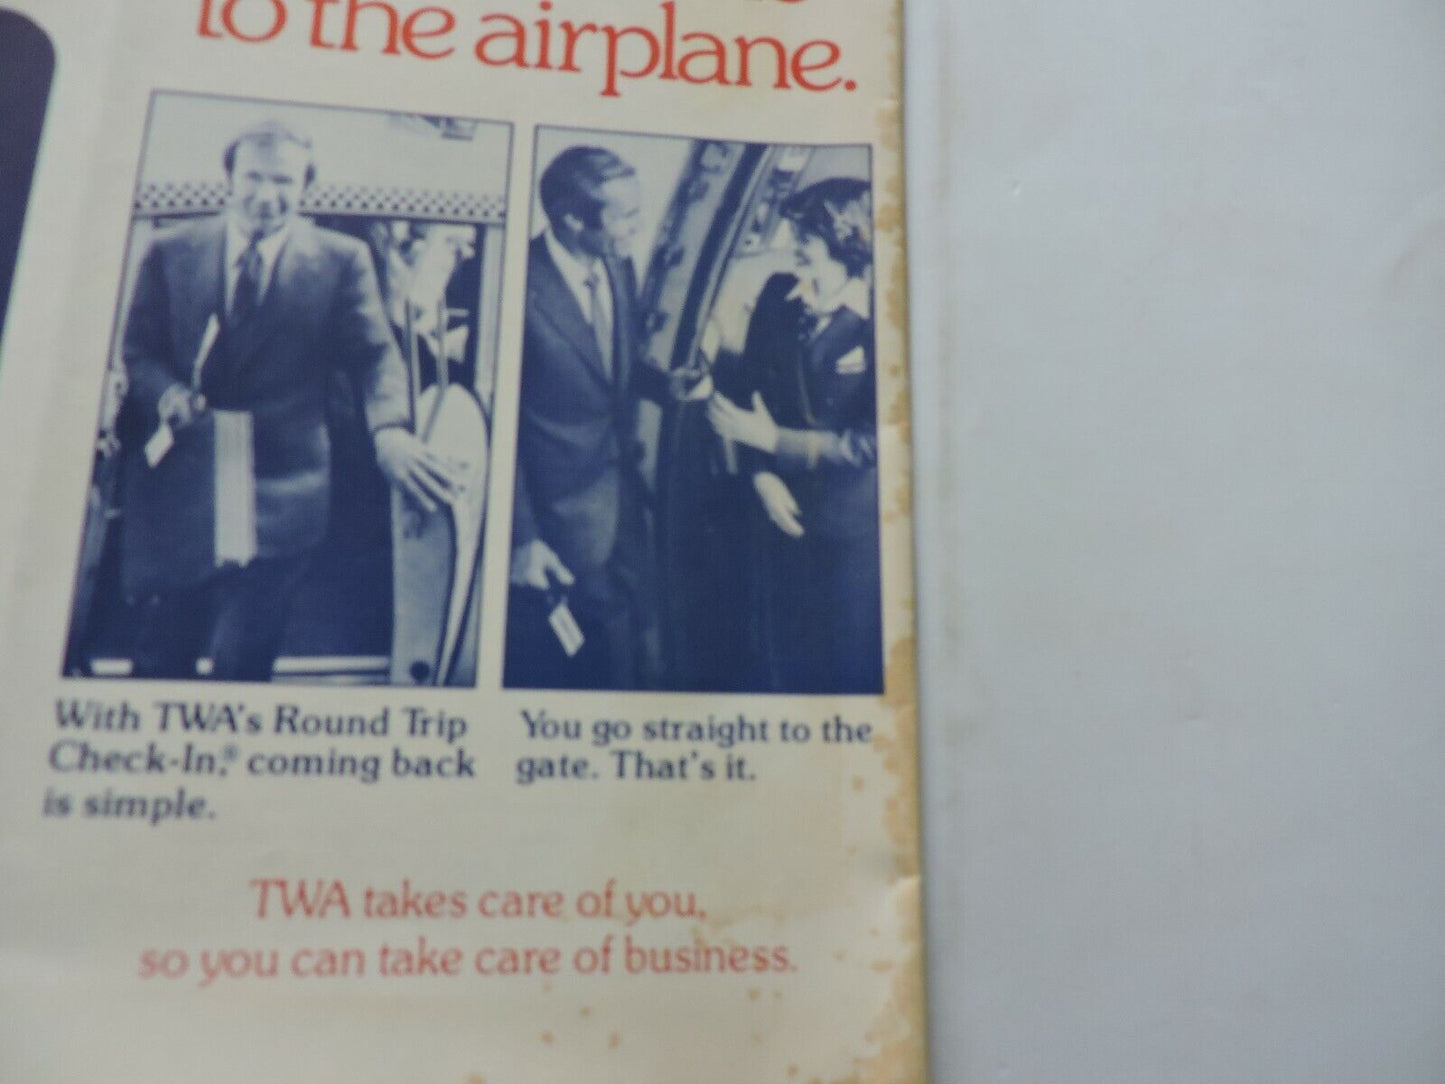 to the airplane.
With TWA's Round Trip
Check-In,® coming back
is simple.
You go straight to the
gate. That's it.
TWA takes care of you,
so you can take care of business.